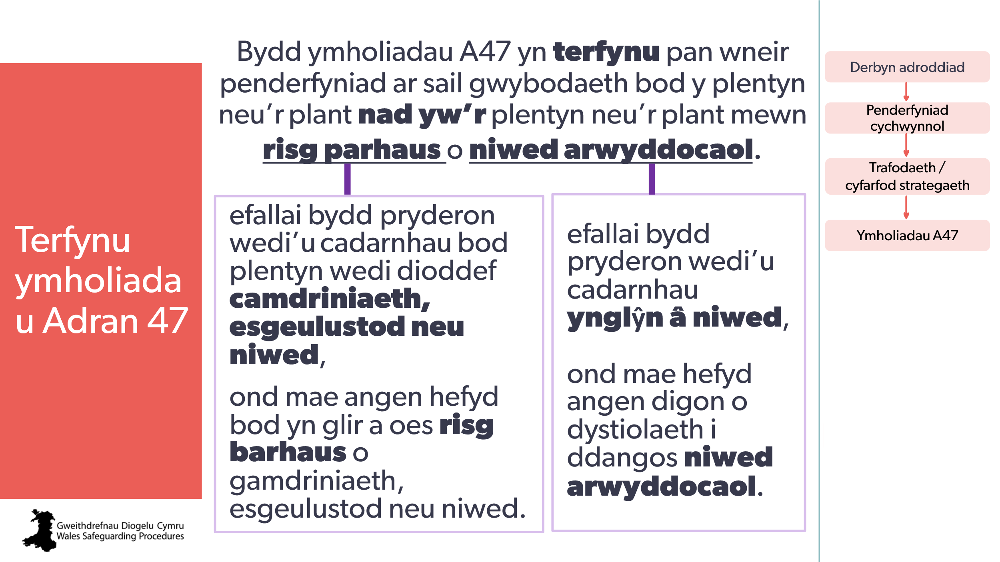 Terfynu
ymholiada
u Adran 47
Bydd ymholiadau A47 yn terfynu pan wneir
penderfyniad ar sail gwybodaeth bod y plentyn
neu’r plant nad yw’r plentyn neu’r plant mewn
risg parhaus o niwed arwyddocaol.
efallai bydd pryderon
wedi’u cadarnhau bod
plentyn wedi dioddef
camdriniaeth,
esgeulustod neu
niwed,
ond mae angen hefyd
bod yn glir a oes risg
barhaus o
gamdriniaeth,
esgeulustod neu niwed.
efallai bydd
pryderon wedi’u
cadarnhau
ynglŷn â niwed,
ond mae hefyd
angen digon o
dystiolaeth i
ddangos niwed
arwyddocaol.
Derbyn adroddiad
Penderfyniad
cychwynnol
Trafodaeth /
cyfarfod strategaeth
Ymholiadau A47
Gweithdrefnau Diogelu Cymru
Wales Safeguarding Procedures